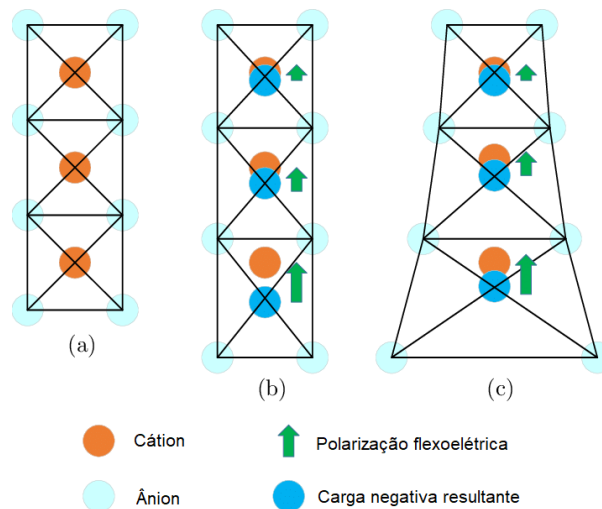 (a)
(b)
(c)
Cátion
Polarização flexoelétrica
Ânion
Carga negativa resultante